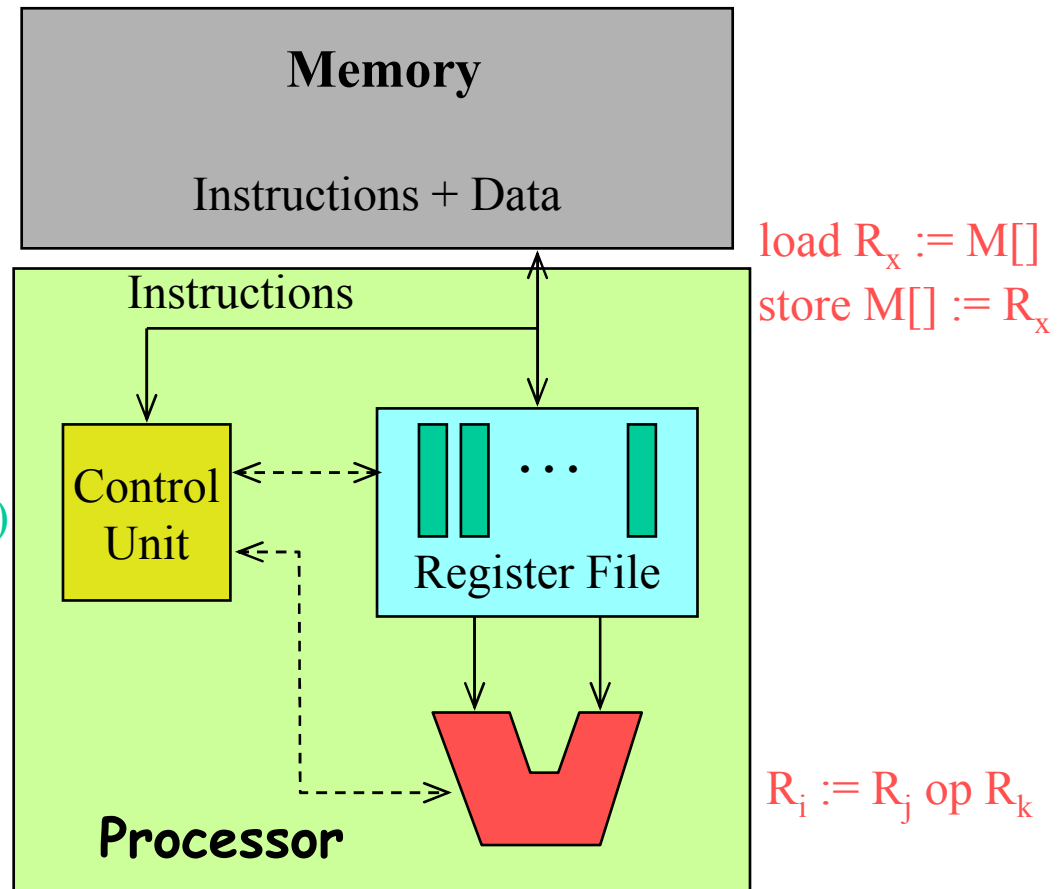 Memory
Instructions + Data
load Rₓ := M[]
Instructions
store M[] := Rₓ
. . .
Control
Unit
)
Register File
Rᵢ := Rⱼ op Rₖ
Processor